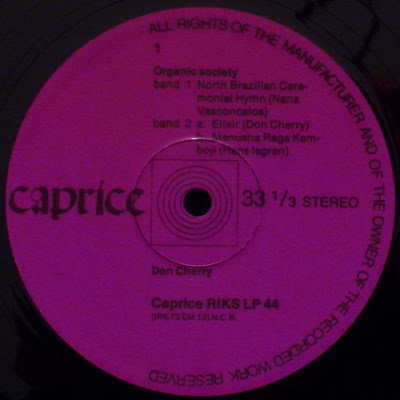 ALL RIGHTS OF THE MANUFACTURER AND OF THE OWNER OF THE RECORDED WORK RESERVED
1
Organic society
band 1 North Brazilian Cere-
monial Hymn (Nana
Vasconcelos)
band 2 a. Elixir (Don Cherry)
b. Manusha Raga Kam-
boji (Hans Isgren)
caprice
33 1/3 STEREO
Don Cherry
Caprice RIKS LP 44
(IRK 73 EM 13) N.C.B.